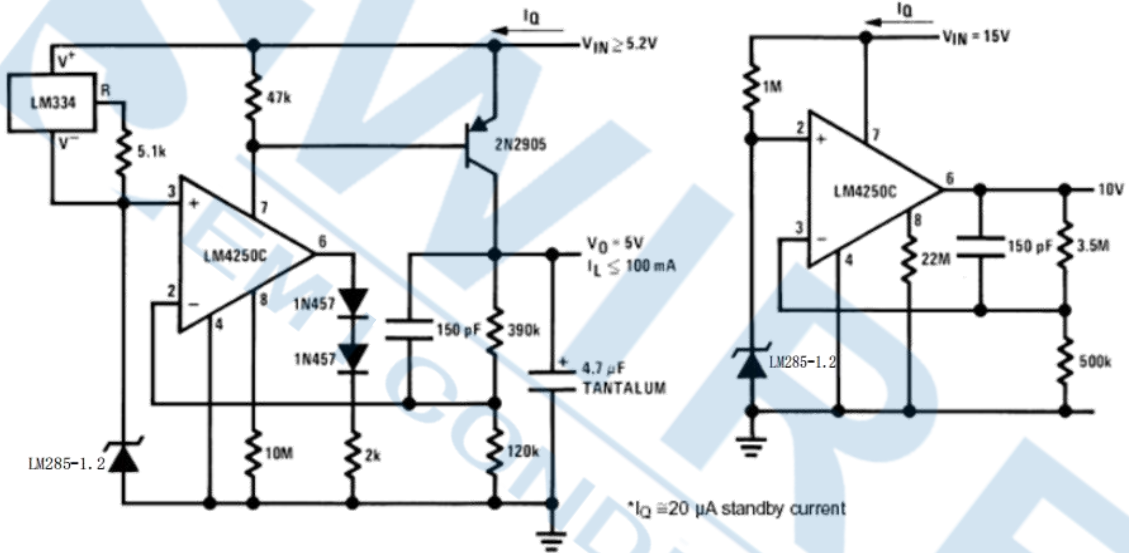 IQ
VIN ≥ 5.2V
V+
LM334
R
V−
5.1k
47k
2N2905
3
+
7
LM4250C
6
2
−
8
4
1N457
1N457
150 pF
390k
VO = 5V
IL ≤ 100 mA
+
4.7 µF
TANTALUM
LM285-1.2
10M
2k
120k
IQ
VIN = 15V
1M
2
+
7
LM4250C
6
10V
3
−
8
4
22M
150 pF
3.5M
LM285-1.2
500k
*IQ ≅20 µA standby current